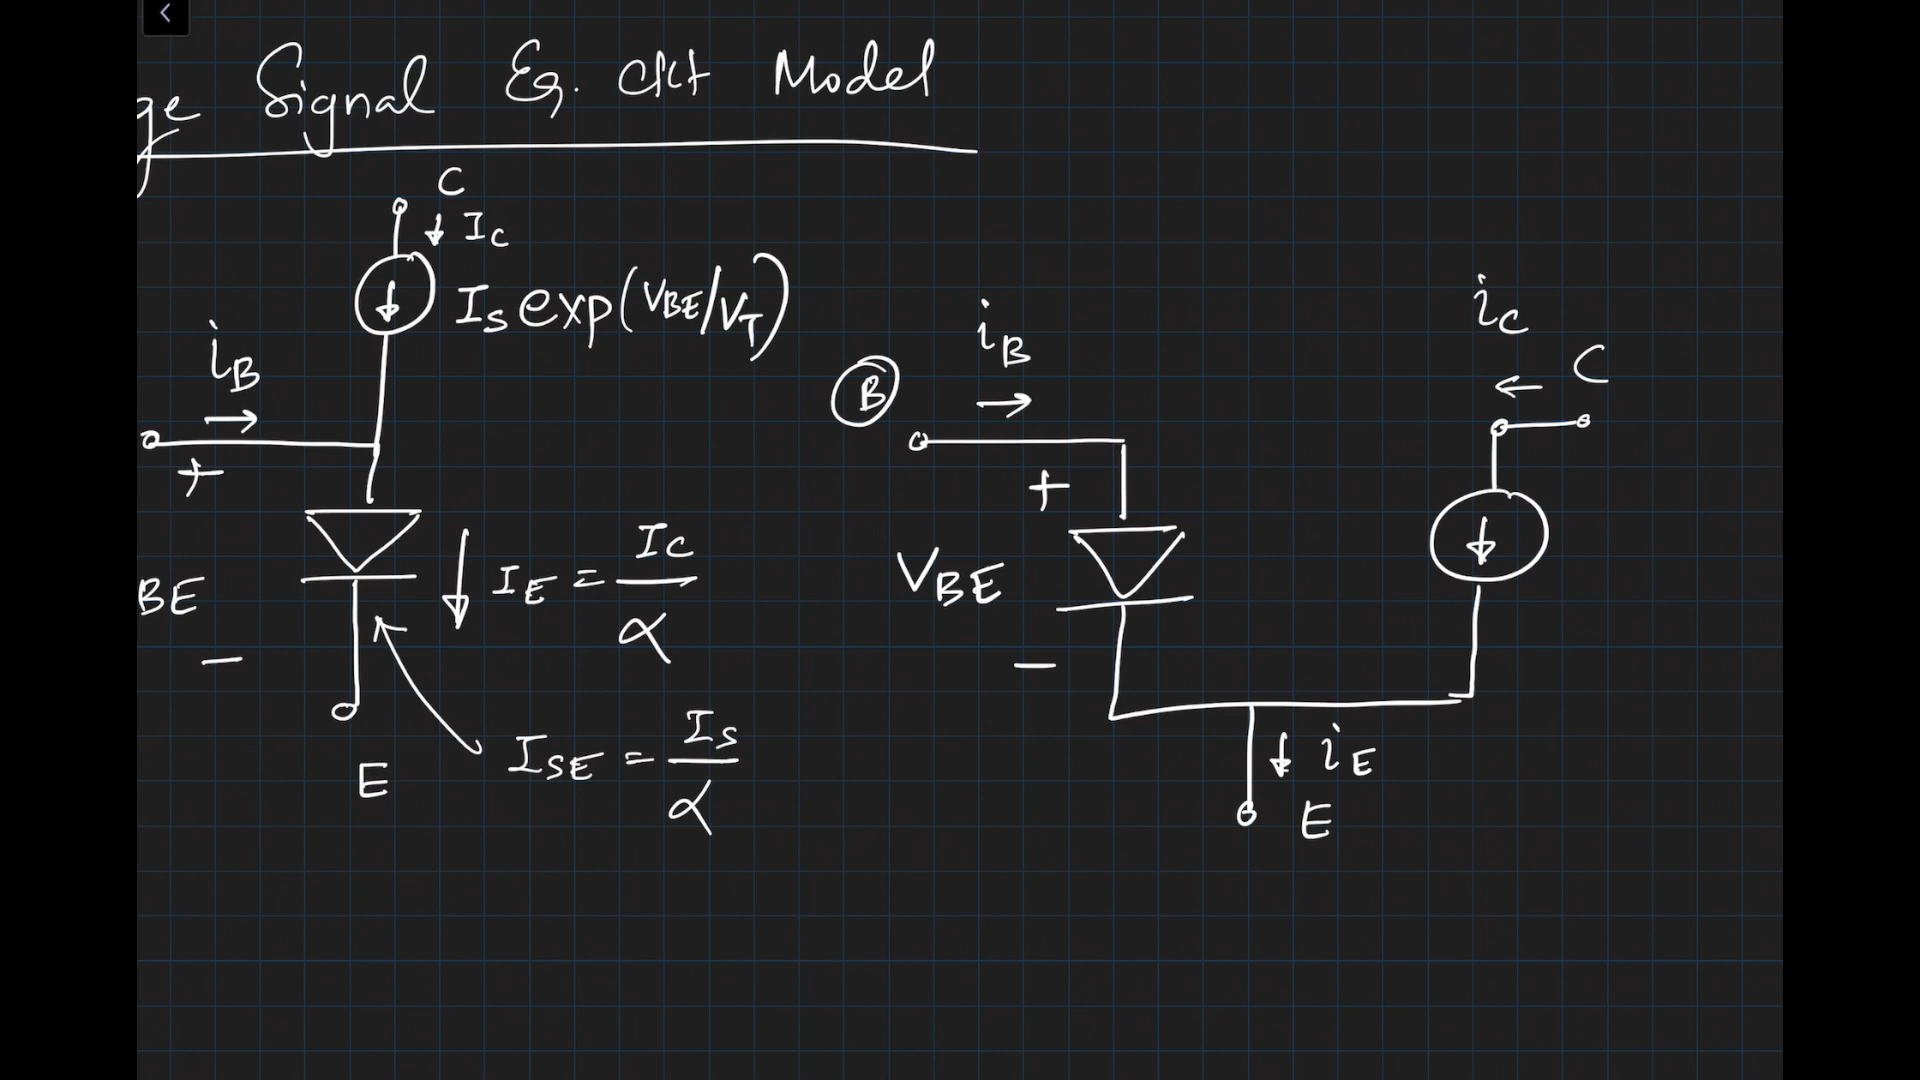 ge Signal Eq. ckt Model
C
↓ Ic
Is exp(VBE/VT)
iB
→
+
BE
−
↓ IE = Ic/α
ISE = Is/α
E
B
iB
→
+
VBE
−
ic
← C
↓ iE
E